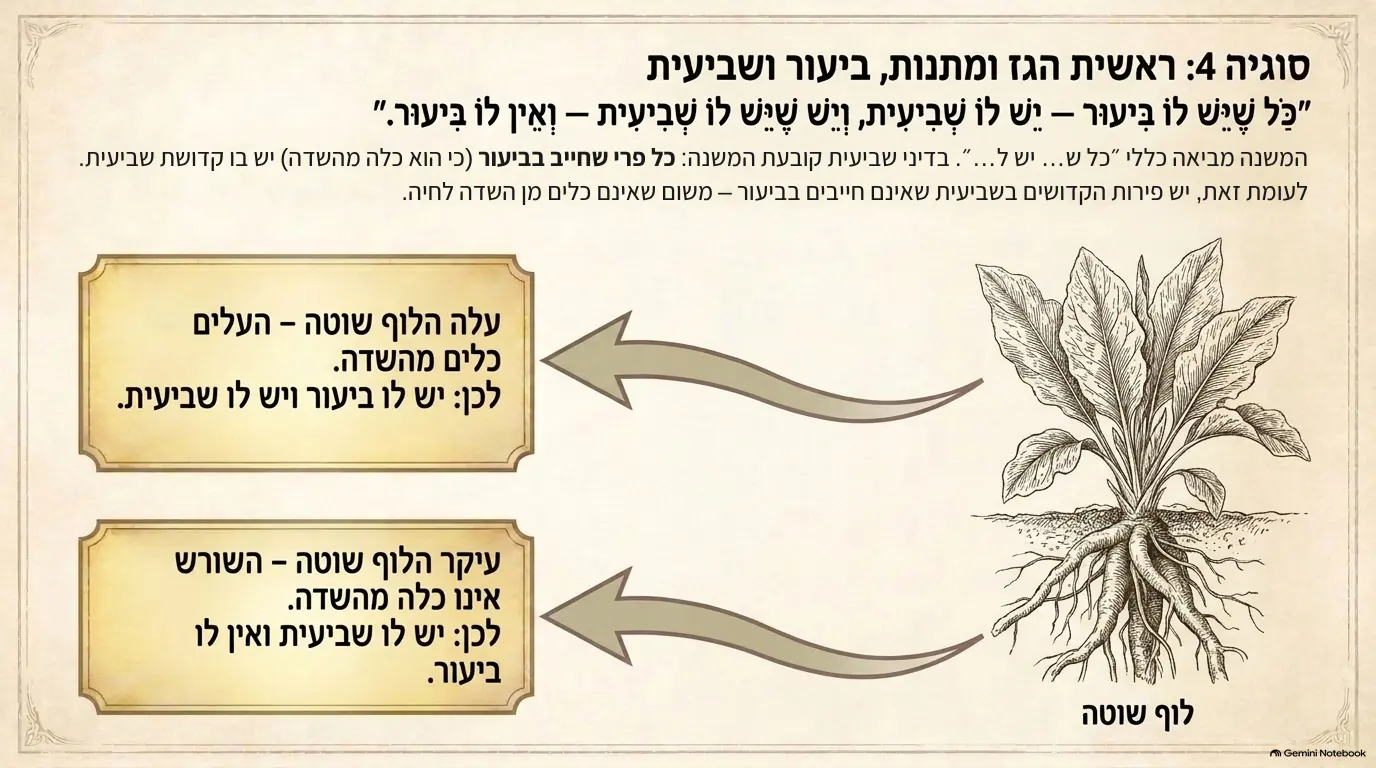 סוגיה 4: ראשית הגז ומתנות, ביעור ושביעית
"כֹּל שֶׁיֵּשׁ לוֹ בִּיעוּר – יֵשׁ לוֹ שְׁבִיעִית, וְיֵשׁ שֶׁיֵּשׁ לוֹ שְׁבִיעִית – וְאֵין לוֹ בִּיעוּר."
המשנה מביאה כללי "כל ש... יש ל...". בדיני שביעית קובעת המשנה: כל פרי שחייב בביעור (כי הוא כלה מהשדה) יש בו קדושת שביעית.
לעומת זאת, יש פירות הקדושים בשביעית שאינם חייבים בביעור – משום שאינם כלים מן השדה לחיה.
עלה הלוף שוטה – העלים
כלים מהשדה.
לכן: יש לו ביעור ויש לו שביעית.
עיקר הלוף שוטה – השורש
אינו כלה מהשדה.
לכן: יש לו שביעית ואין לו
ביעור.
לוף שוטה
Gemini Notebook